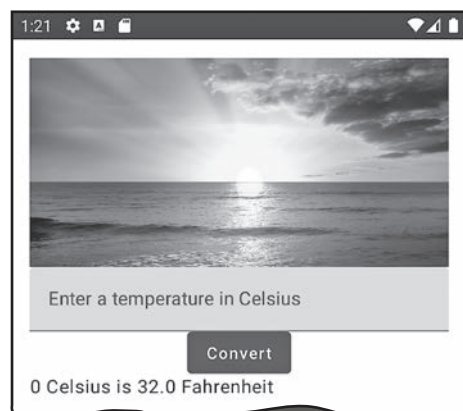 1:21
Enter a temperature in Celsius
Convert
0 Celsius is 32.0 Fahrenheit